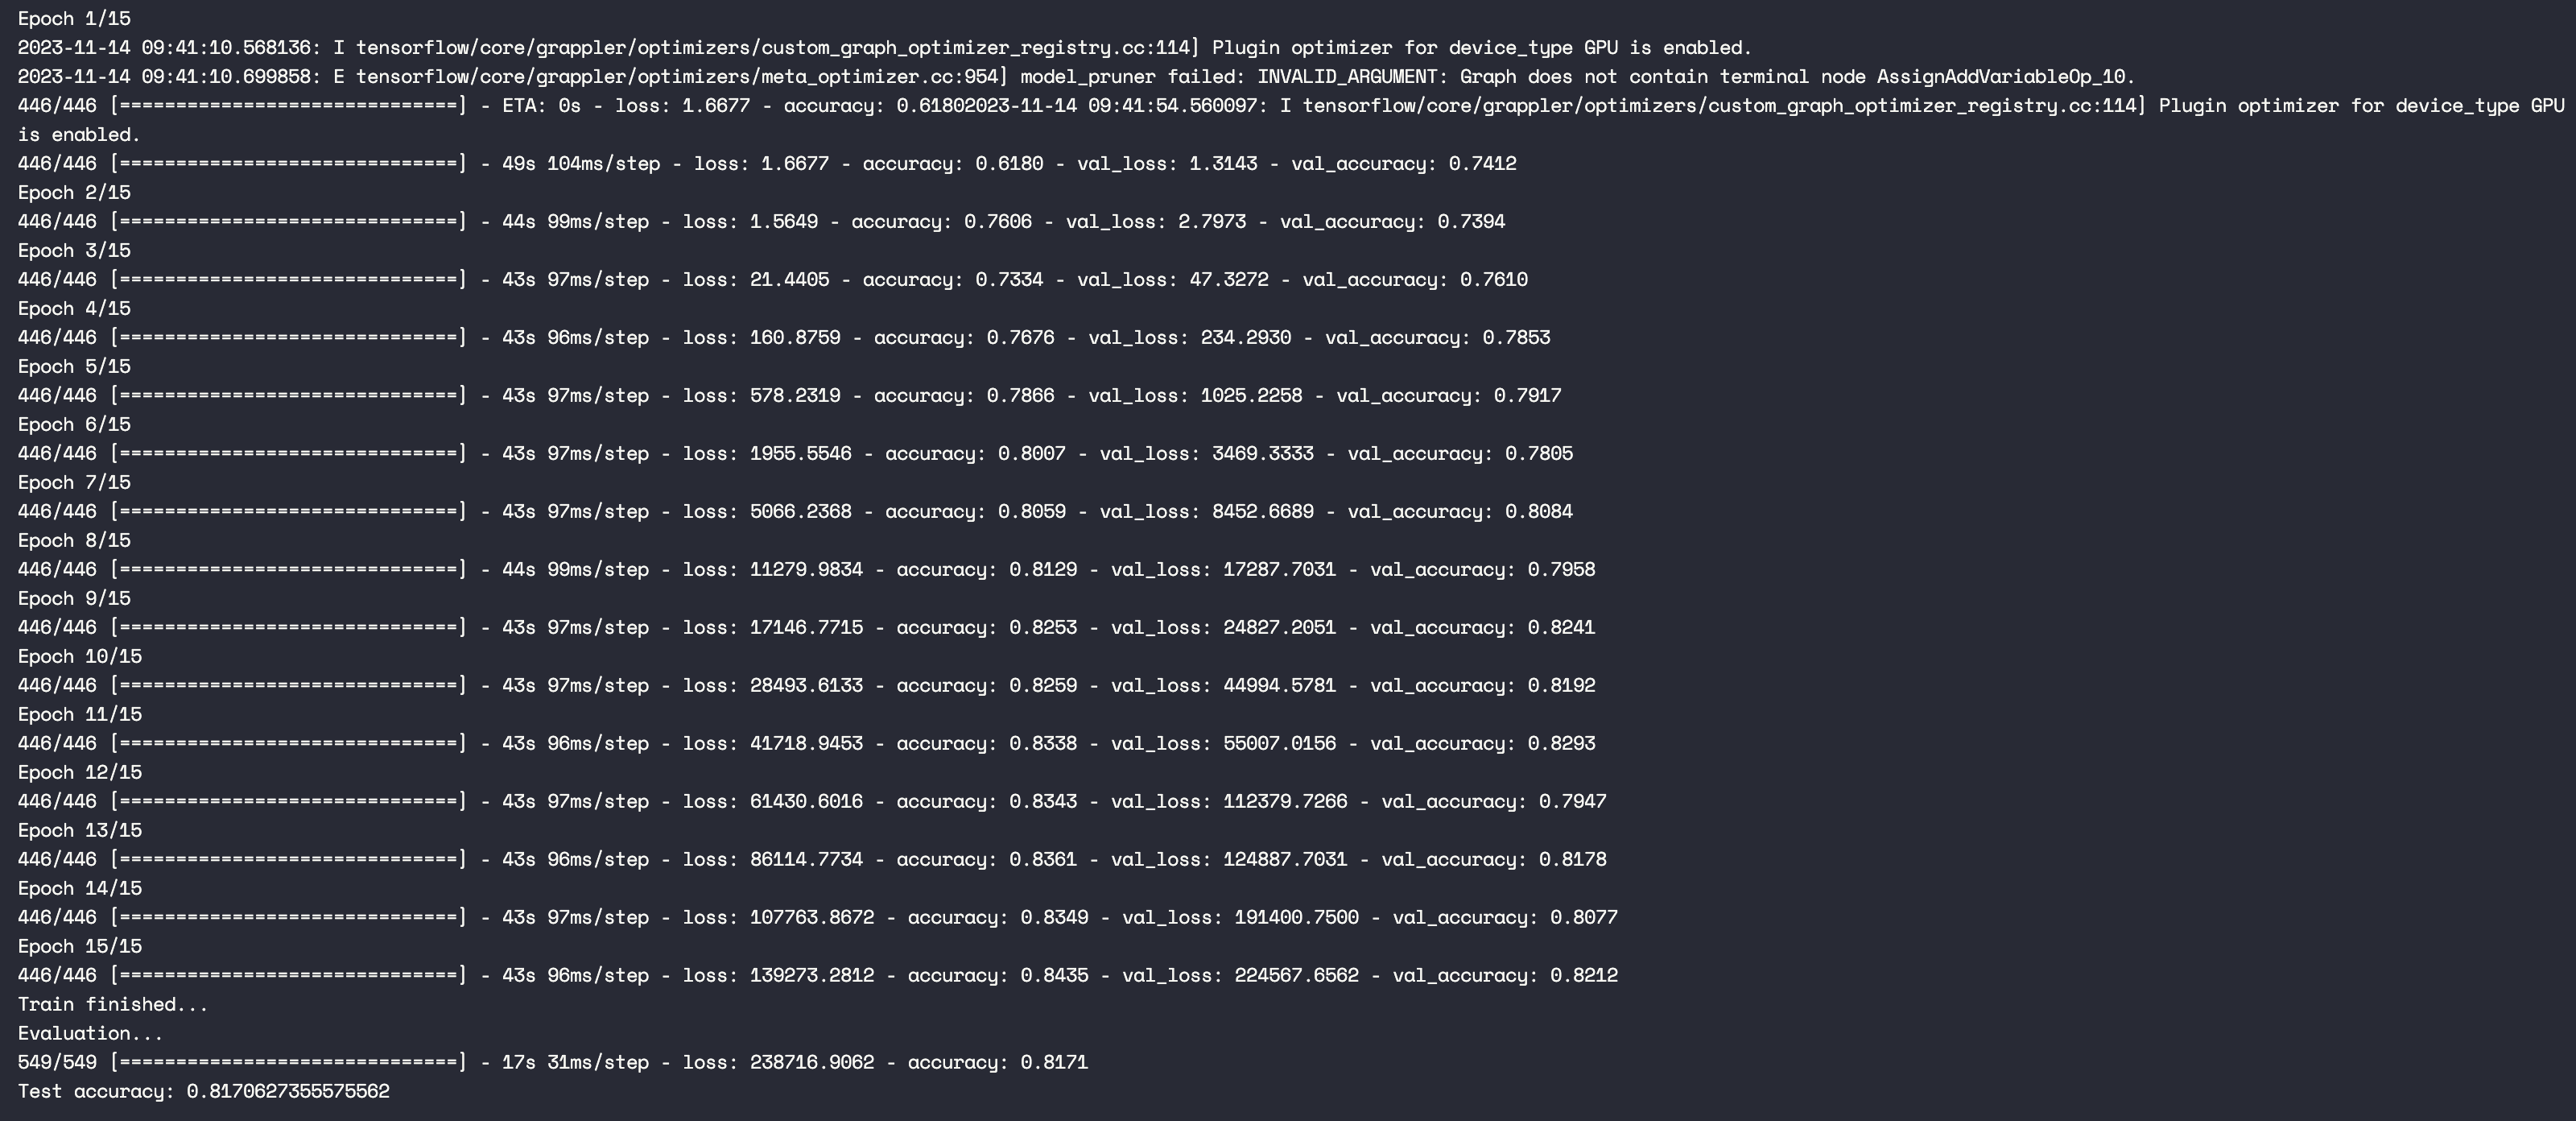 Epoch 1/15
2023-11-14 09:41:10.568136: I tensorflow/core/grappler/optimizers/custom_graph_optimizer_registry.cc:114] Plugin optimizer for device_type GPU is enabled.
2023-11-14 09:41:10.699858: E tensorflow/core/grappler/optimizers/meta_optimizer.cc:954] model_pruner failed: INVALID_ARGUMENT: Graph does not contain terminal node AssignAddVariableOp_10.
446/446 [==============================] - ETA: 0s - loss: 1.6677 - accuracy: 0.61802023-11-14 09:41:54.560097: I tensorflow/core/grappler/optimizers/custom_graph_optimizer_registry.cc:114] Plugin optimizer for device_type GPU
is enabled.
446/446 [==============================] - 49s 104ms/step - loss: 1.6677 - accuracy: 0.6180 - val_loss: 1.3143 - val_accuracy: 0.7412
Epoch 2/15
446/446 [==============================] - 44s 99ms/step - loss: 1.5649 - accuracy: 0.7606 - val_loss: 2.7973 - val_accuracy: 0.7394
Epoch 3/15
446/446 [==============================] - 43s 97ms/step - loss: 21.4405 - accuracy: 0.7334 - val_loss: 47.3272 - val_accuracy: 0.7610
Epoch 4/15
446/446 [==============================] - 43s 96ms/step - loss: 160.8759 - accuracy: 0.7676 - val_loss: 234.2930 - val_accuracy: 0.7853
Epoch 5/15
446/446 [==============================] - 43s 97ms/step - loss: 578.2319 - accuracy: 0.7866 - val_loss: 1025.2258 - val_accuracy: 0.7917
Epoch 6/15
446/446 [==============================] - 43s 97ms/step - loss: 1955.5546 - accuracy: 0.8007 - val_loss: 3469.3333 - val_accuracy: 0.7805
Epoch 7/15
446/446 [==============================] - 43s 97ms/step - loss: 5066.2368 - accuracy: 0.8059 - val_loss: 8452.6689 - val_accuracy: 0.8084
Epoch 8/15
446/446 [==============================] - 44s 99ms/step - loss: 11279.9834 - accuracy: 0.8129 - val_loss: 17287.7031 - val_accuracy: 0.7958
Epoch 9/15
446/446 [==============================] - 43s 97ms/step - loss: 17146.7715 - accuracy: 0.8253 - val_loss: 24827.2051 - val_accuracy: 0.8241
Epoch 10/15
446/446 [==============================] - 43s 97ms/step - loss: 28493.6133 - accuracy: 0.8259 - val_loss: 44994.5781 - val_accuracy: 0.8192
Epoch 11/15
446/446 [==============================] - 43s 96ms/step - loss: 41718.9453 - accuracy: 0.8338 - val_loss: 55007.0156 - val_accuracy: 0.8293
Epoch 12/15
446/446 [==============================] - 43s 97ms/step - loss: 61430.6016 - accuracy: 0.8343 - val_loss: 112379.7266 - val_accuracy: 0.7947
Epoch 13/15
446/446 [==============================] - 43s 96ms/step - loss: 86114.7734 - accuracy: 0.8361 - val_loss: 124887.7031 - val_accuracy: 0.8178
Epoch 14/15
446/446 [==============================] - 43s 97ms/step - loss: 107763.8672 - accuracy: 0.8349 - val_loss: 191400.7500 - val_accuracy: 0.8077
Epoch 15/15
446/446 [==============================] - 43s 96ms/step - loss: 139273.2812 - accuracy: 0.8435 - val_loss: 224567.6562 - val_accuracy: 0.8212
Train finished...
Evaluation...
549/549 [==============================] - 17s 31ms/step - loss: 238716.9062 - accuracy: 0.8171
Test accuracy: 0.8170627355575562